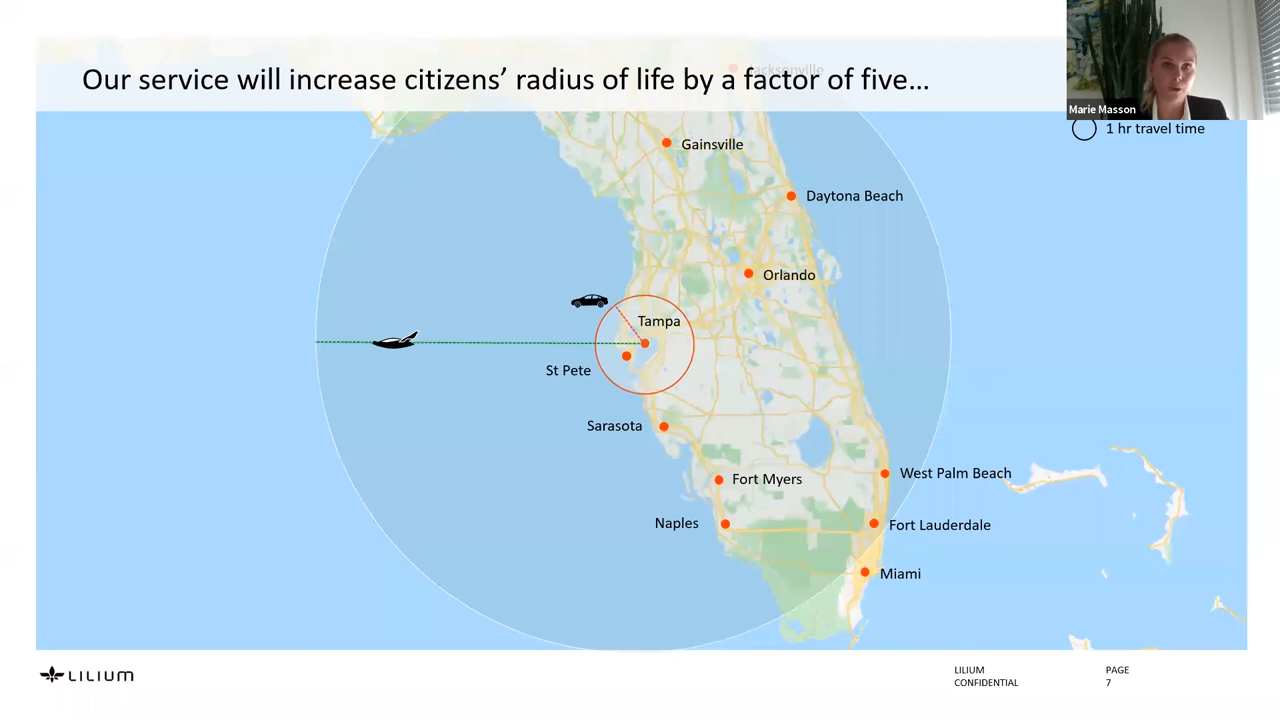 Our service will increase citizens’ radius of life by a factor of five…
Jacksonville
Marie Masson
1 hr travel time
Gainsville
Daytona Beach
Orlando
Tampa
St Pete
Sarasota
Fort Myers
West Palm Beach
Naples
Fort Lauderdale
Miami
LILIUM
LILIUM
CONFIDENTIAL
PAGE
7